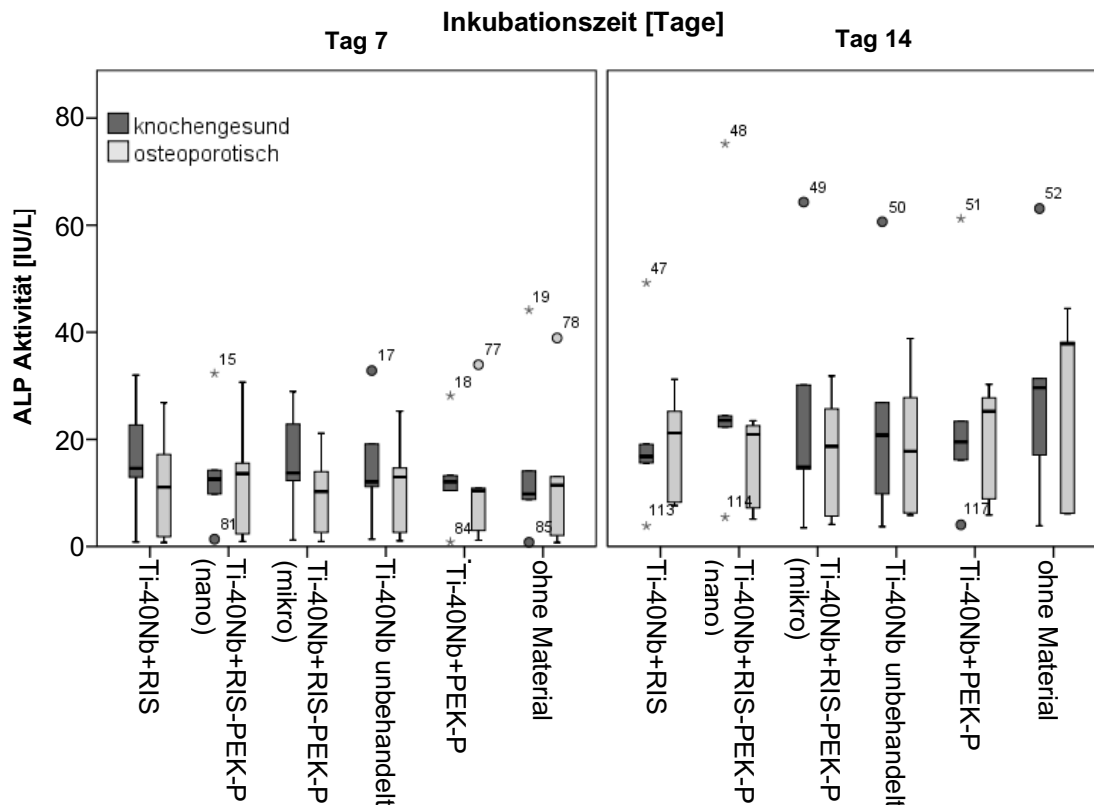 Inkubationszeit [Tage]
Tag 7
Tag 14
ALP Aktivität [IU/L]
80
60
40
20
0
knochengesund
osteoporotisch
15
81
17
18
84
77
19
85
78
47
113
48
114
49
50
51
117
52
Ti-40Nb+RIS
Ti-40Nb+RIS-PEK-P
(nano)
Ti-40Nb+RIS-PEK-P
(mikro)
Ti-40Nb unbehandelt
Ti-40Nb+PEK-P
ohne Material
Ti-40Nb+RIS
Ti-40Nb+RIS-PEK-P
(nano)
Ti-40Nb+RIS-PEK-P
(mikro)
Ti-40Nb unbehandelt
Ti-40Nb+PEK-P
ohne Material